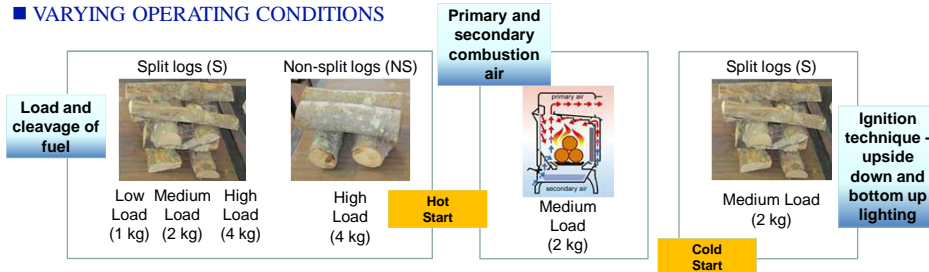 ■ VARYING OPERATING CONDITIONS
Load and
cleavage of
fuel
Split logs (S)
Low
Load
(1 kg)
Medium
Load
(2 kg)
High
Load
(4 kg)
Non-split logs (NS)
High
Load
(4 kg)
Hot
Start
Primary and
secondary
combustion
air
primary air
secondary air
Medium
Load
(2 kg)
Split logs (S)
Medium Load
(2 kg)
Cold
Start
Ignition
technique -
upside
down and
bottom up
lighting